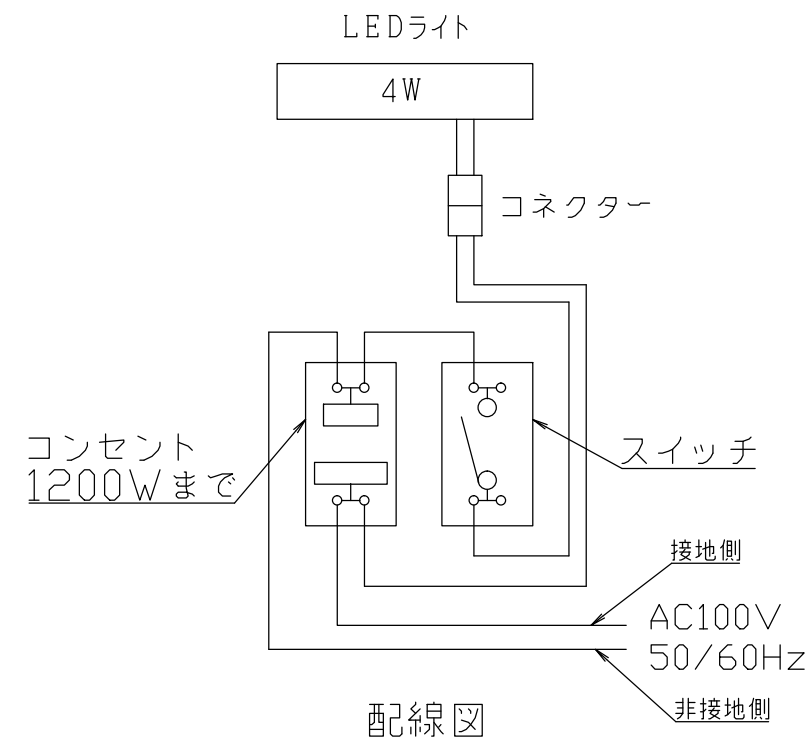 LEDライト
4W
コネクター
コンセント
1200Wまで
スイッチ
接地側
AC100V
50/60Hz
非接地側
配線図